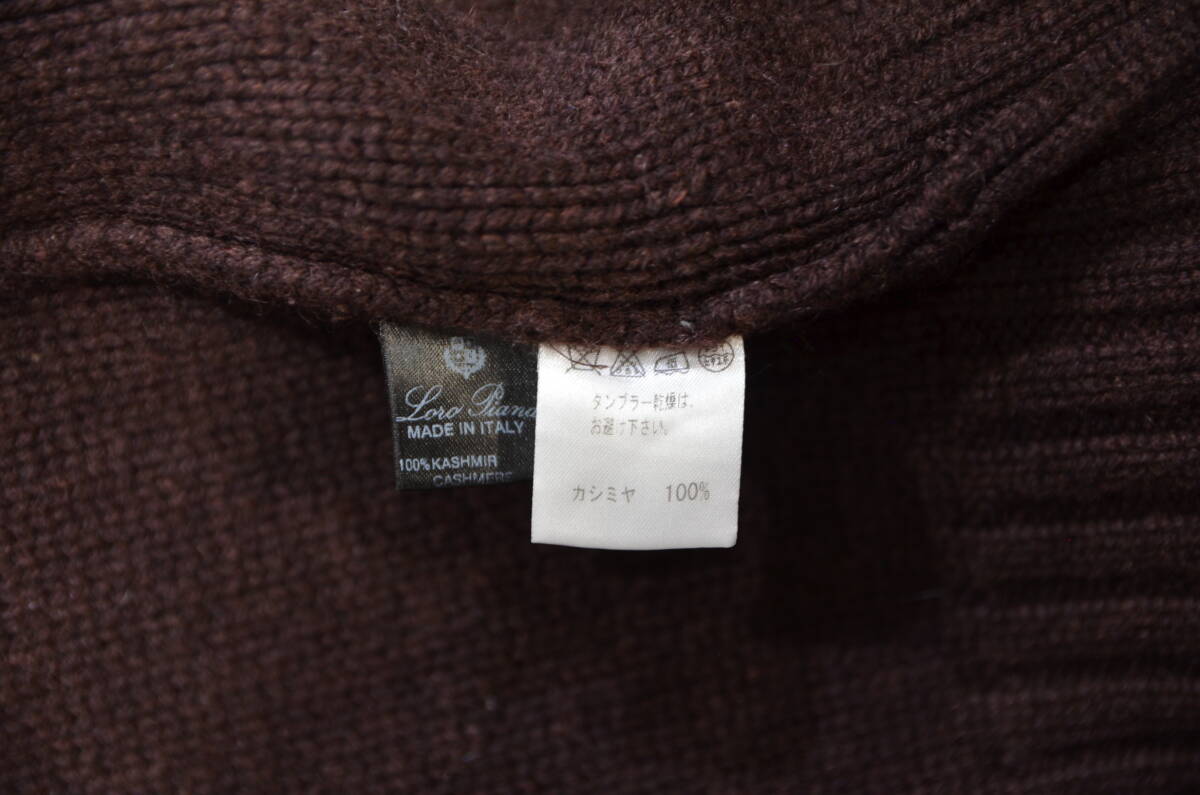 Loro Piana
MADE IN ITALY
100% KASHMIR
CASHMERE
タンブラー乾燥は、
お避け下さい。
カシミヤ 100%